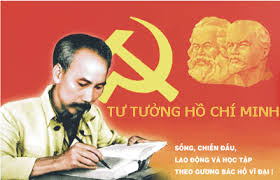 TƯ TƯỞNG HỒ CHÍ MINH
SỐNG, CHIẾN ĐẤU,
LAO ĐỘNG VÀ HỌC TẬP
THEO GƯƠNG BÁC HỒ VĨ ĐẠI !